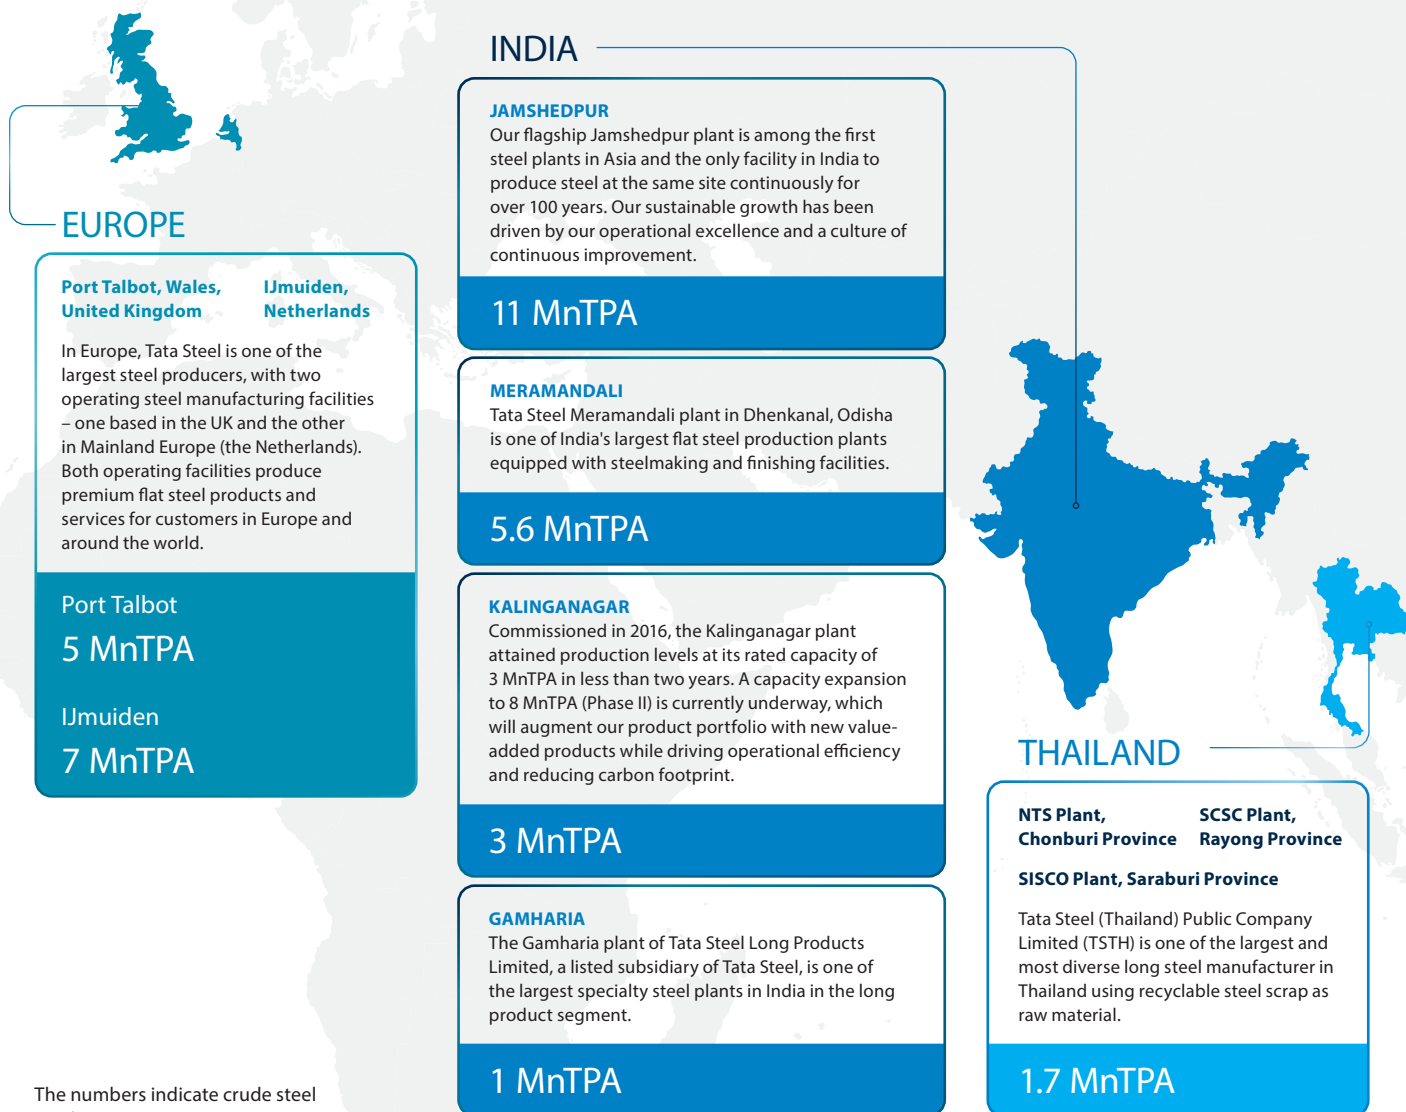 EUROPE
Port Talbot, Wales,
United Kingdom
IJmuiden,
Netherlands
In Europe, Tata Steel is one of the
largest steel producers, with two
operating steel manufacturing facilities
– one based in the UK and the other
in Mainland Europe (the Netherlands).
Both operating facilities produce
premium flat steel products and
services for customers in Europe and
around the world.
Port Talbot
5 MnTPA
IJmuiden
7 MnTPA
The numbers indicate crude steel
INDIA
JAMSHEDPUR
Our flagship Jamshedpur plant is among the first
steel plants in Asia and the only facility in India to
produce steel at the same site continuously for
over 100 years. Our sustainable growth has been
driven by our operational excellence and a culture of
continuous improvement.
11 MnTPA
MERAMANDALI
Tata Steel Meramandali plant in Dhenkanal, Odisha
is one of India's largest flat steel production plants
equipped with steelmaking and finishing facilities.
5.6 MnTPA
KALINGANAGAR
Commissioned in 2016, the Kalinganagar plant
attained production levels at its rated capacity of
3 MnTPA in less than two years. A capacity expansion
to 8 MnTPA (Phase II) is currently underway, which
will augment our product portfolio with new value-
added products while driving operational efficiency
and reducing carbon footprint.
3 MnTPA
GAMHARIA
The Gamharia plant of Tata Steel Long Products
Limited, a listed subsidiary of Tata Steel, is one of
the largest specialty steel plants in India in the long
product segment.
1 MnTPA
THAILAND
NTS Plant,
Chonburi Province
SCSC Plant,
Rayong Province
SISCO Plant, Saraburi Province
Tata Steel (Thailand) Public Company
Limited (TSTH) is one of the largest and
most diverse long steel manufacturer in
Thailand using recyclable steel scrap as
raw material.
1.7 MnTPA